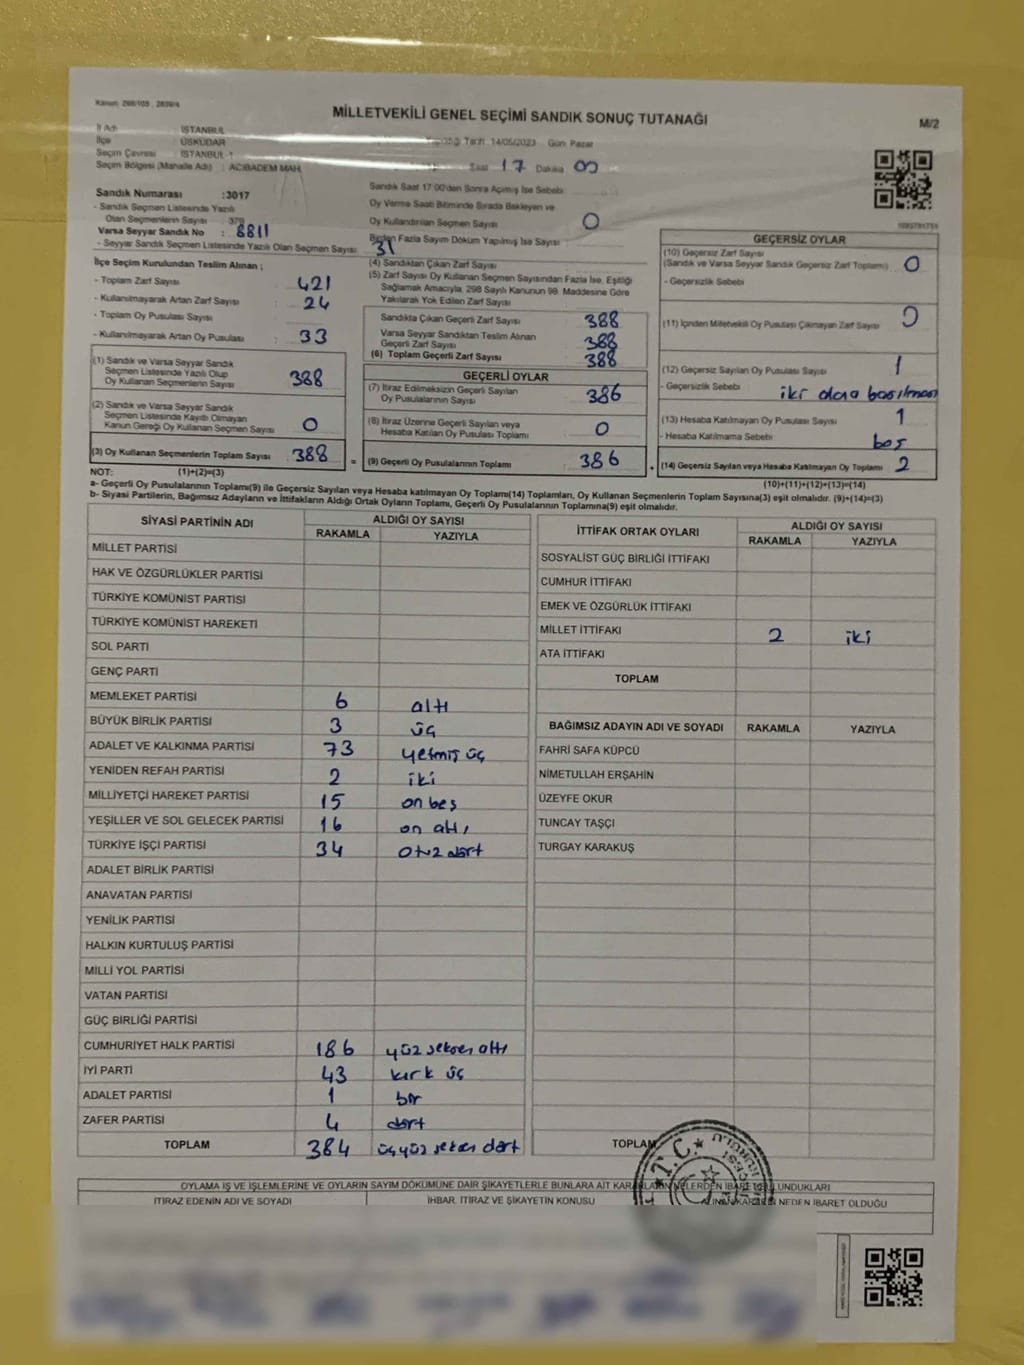 Kanun: 298/105 , 2839/4
MİLLETVEKİLİ GENEL SEÇİMİ SANDIK SONUÇ TUTANAĞI
M/2
İl Adı : İSTANBUL
İlçe : ÜSKÜDAR
Seçim Çevresi : İSTANBUL-1
Seçim Bölgesi (Mahalle Adı) : ACIBADEM MAH.
Tarih 14/05/2023 Gün Pazar
Saat 17 Dakika 00
Sandık Numarası :3017
- Sandık Seçmen Listesinde Yazılı
Olan Seçmenlerin Sayısı
Varsa Seyyar Sandık No : 8811
- Seyyar Sandık Seçmen Listesinde Yazılı Olan Seçmen Sayısı 31
Sandık Saat 17.00'den Sonra Açılmış İse Sebebi
Oy Verme Saati Bitiminde Sırada Bekleyen ve
Oy Kullandırılan Seçmen Sayısı 0
Birden Fazla Sayım Döküm Yapılmış İse Sayısı
İlçe Seçim Kurulundan Teslim Alınan ;
- Toplam Zarf Sayısı : 421
- Kullanılmayarak Artan Zarf Sayısı : 24
- Toplam Oy Pusulası Sayısı
- Kullanılmayarak Artan Oy Pusulası : 33
(4) Sandıktan Çıkan Zarf Sayısı
(5) Zarf Sayısı Oy Kullanan Seçmen Sayısından Fazla İse, Eşitliği
Sağlamak Amacıyla, 298 Sayılı Kanunun 98. Maddesine Göre
Yakılarak Yok Edilen Zarf Sayısı
Sandıkta Çıkan Geçerli Zarf Sayısı 388
Varsa Seyyar Sandıktan Teslim Alınan
Geçerli Zarf Sayısı 388
(6) Toplam Geçerli Zarf Sayısı 388
GEÇERSİZ OYLAR
(10) Geçersiz Zarf Sayısı
(Sandık ve Varsa Seyyar Sandık Geçersiz Zarf Toplamı) 0
- Geçersizlik Sebebi
(11) İçinden Milletvekili Oy Pusulası Çıkmayan Zarf Sayısı 0
(12) Geçersiz Sayılan Oy Pusulası Sayısı 1
- Geçersizlik Sebebi
(13) Hesaba Katılmayan Oy Pusulası Sayısı 1
- Hesaba Katılmama Sebebi boş
(14) Geçersiz Sayılan veya Hesaba Katılmayan Oy Toplamı 2
(10)+(11)+(12)+(13)=(14)
(1) Sandık ve Varsa Seyyar Sandık
Seçmen Listesinde Yazılı Olup
Oy Kullanan Seçmenlerin Sayısı 388
(2) Sandık ve Varsa Seyyar Sandık
Seçmen Listesinde Kayıtlı Olmayan
Kanun Gereği Oy Kullanan Seçmen Sayısı 0
(3) Oy Kullanan Seçmenlerin Toplam Sayısı 388
GEÇERLİ OYLAR
(7) İtiraz Edilmeksizin Geçerli Sayılan
Oy Pusulalarının Sayısı 386
(8) İtiraz Üzerine Geçerli Sayılan veya
Hesaba Katılan Oy Pusulası Toplamı 0
(9) Geçerli Oy Pusulalarının Toplamı 386
NOT: (1)+(2)=(3)
a- Geçerli Oy Pusulalarının Toplamı(9) ile Geçersiz Sayılan veya Hesaba katılmayan Oy Toplamı(14) Toplamları, Oy Kullanan Seçmenlerin Toplam Sayısına(3) eşit olmalıdır. (9)+(14)=(3)
b- Siyasi Partilerin, Bağımsız Adayların ve İttifakların Aldığı Ortak Oyların Toplamı, Geçerli Oy Pusulalarının Toplamına(9) eşit olmalıdır.
SİYASİ PARTİNİN ADI
ALDIĞI OY SAYISI
RAKAMLA YAZIYLA
MİLLET PARTİSİ
HAK VE ÖZGÜRLÜKLER PARTİSİ
TÜRKİYE KOMÜNİST PARTİSİ
TÜRKİYE KOMÜNİST HAREKETİ
SOL PARTİ
GENÇ PARTİ
MEMLEKET PARTİSİ 6 altı
BÜYÜK BİRLİK PARTİSİ 3 üç
ADALET VE KALKINMA PARTİSİ 73 yetmiş üç
YENİDEN REFAH PARTİSİ 2 iki
MİLLİYETÇİ HAREKET PARTİSİ 15 on beş
YEŞİLLER VE SOL GELECEK PARTİSİ 16 on altı
TÜRKİYE İŞÇİ PARTİSİ 34 otuz dört
ADALET BİRLİK PARTİSİ
ANAVATAN PARTİSİ
YENİLİK PARTİSİ
HALKIN KURTULUŞ PARTİSİ
MİLLİ YOL PARTİSİ
VATAN PARTİSİ
GÜÇ BİRLİĞİ PARTİSİ
CUMHURİYET HALK PARTİSİ 186 yüz seksen altı
İYİ PARTİ 43 kırk üç
ADALET PARTİSİ 1 bir
ZAFER PARTİSİ 4 dört
TOPLAM 384 üçyüz seksen dört
İTTİFAK ORTAK OYLARI
ALDIĞI OY SAYISI
RAKAMLA YAZIYLA
SOSYALİST GÜÇ BİRLİĞİ İTTİFAKI
CUMHUR İTTİFAKI
EMEK VE ÖZGÜRLÜK İTTİFAKI
MİLLET İTTİFAKI 2 iki
ATA İTTİFAKI
TOPLAM
BAĞIMSIZ ADAYIN ADI VE SOYADI RAKAMLA YAZIYLA
FAHRİ SAFA KÜPCÜ
NİMETULLAH ERŞAHİN
ÜZEYFE OKUR
TUNCAY TAŞÇI
TURGAY KARAKUŞ
TOPLAM
T.C.
OYLAMA İŞ VE İŞLEMLERİNE VE OYLARIN SAYIM DÖKÜMÜNE DAİR ŞİKAYETLERLE BUNLARA AİT
İTİRAZ EDENİN ADI VE SOYADI
İHBAR, İTİRAZ VE ŞİKAYETİN KONUSU
NEDEN İBARET OLDUĞU